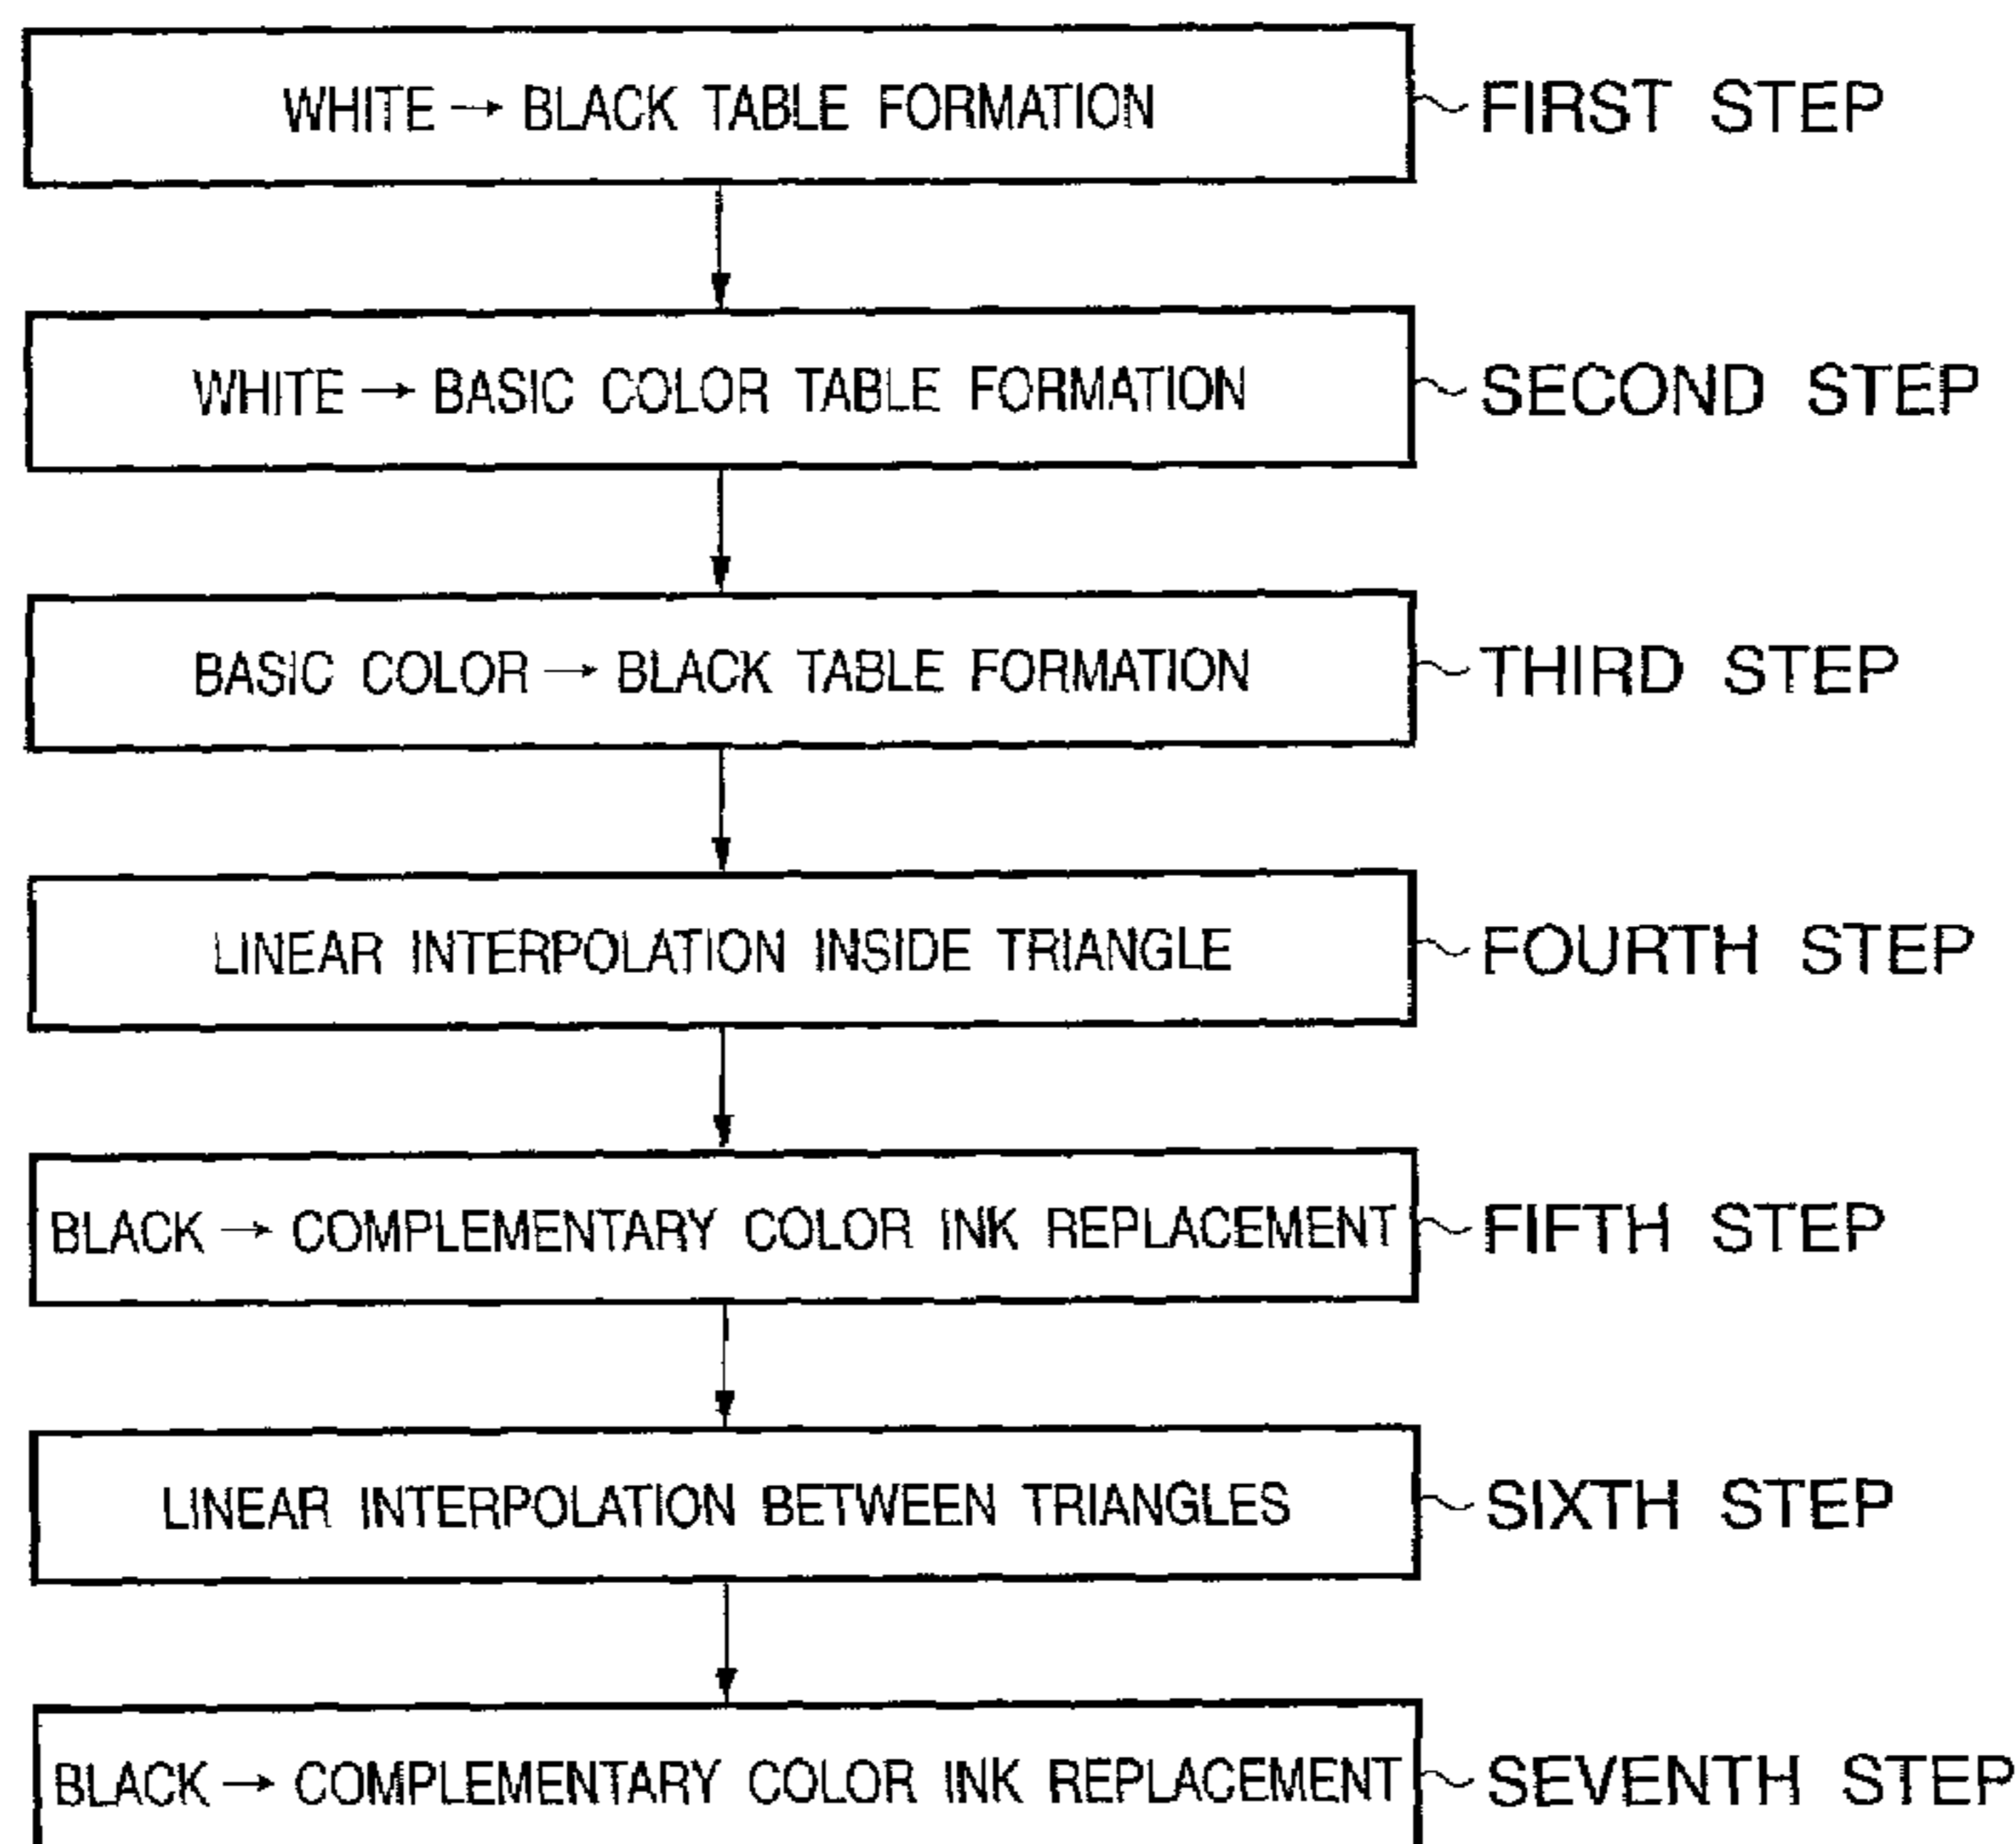 WHITE → BLACK TABLE FORMATION FIRST STEP
WHITE → BASIC COLOR TABLE FORMATION SECOND STEP
BASIC COLOR → BLACK TABLE FORMATION THIRD STEP
LINEAR INTERPOLATION INSIDE TRIANGLE FOURTH STEP
BLACK → COMPLEMENTARY COLOR INK REPLACEMENT FIFTH STEP
LINEAR INTERPOLATION BETWEEN TRIANGLES SIXTH STEP
BLACK → COMPLEMENTARY COLOR INK REPLACEMENT SEVENTH STEP